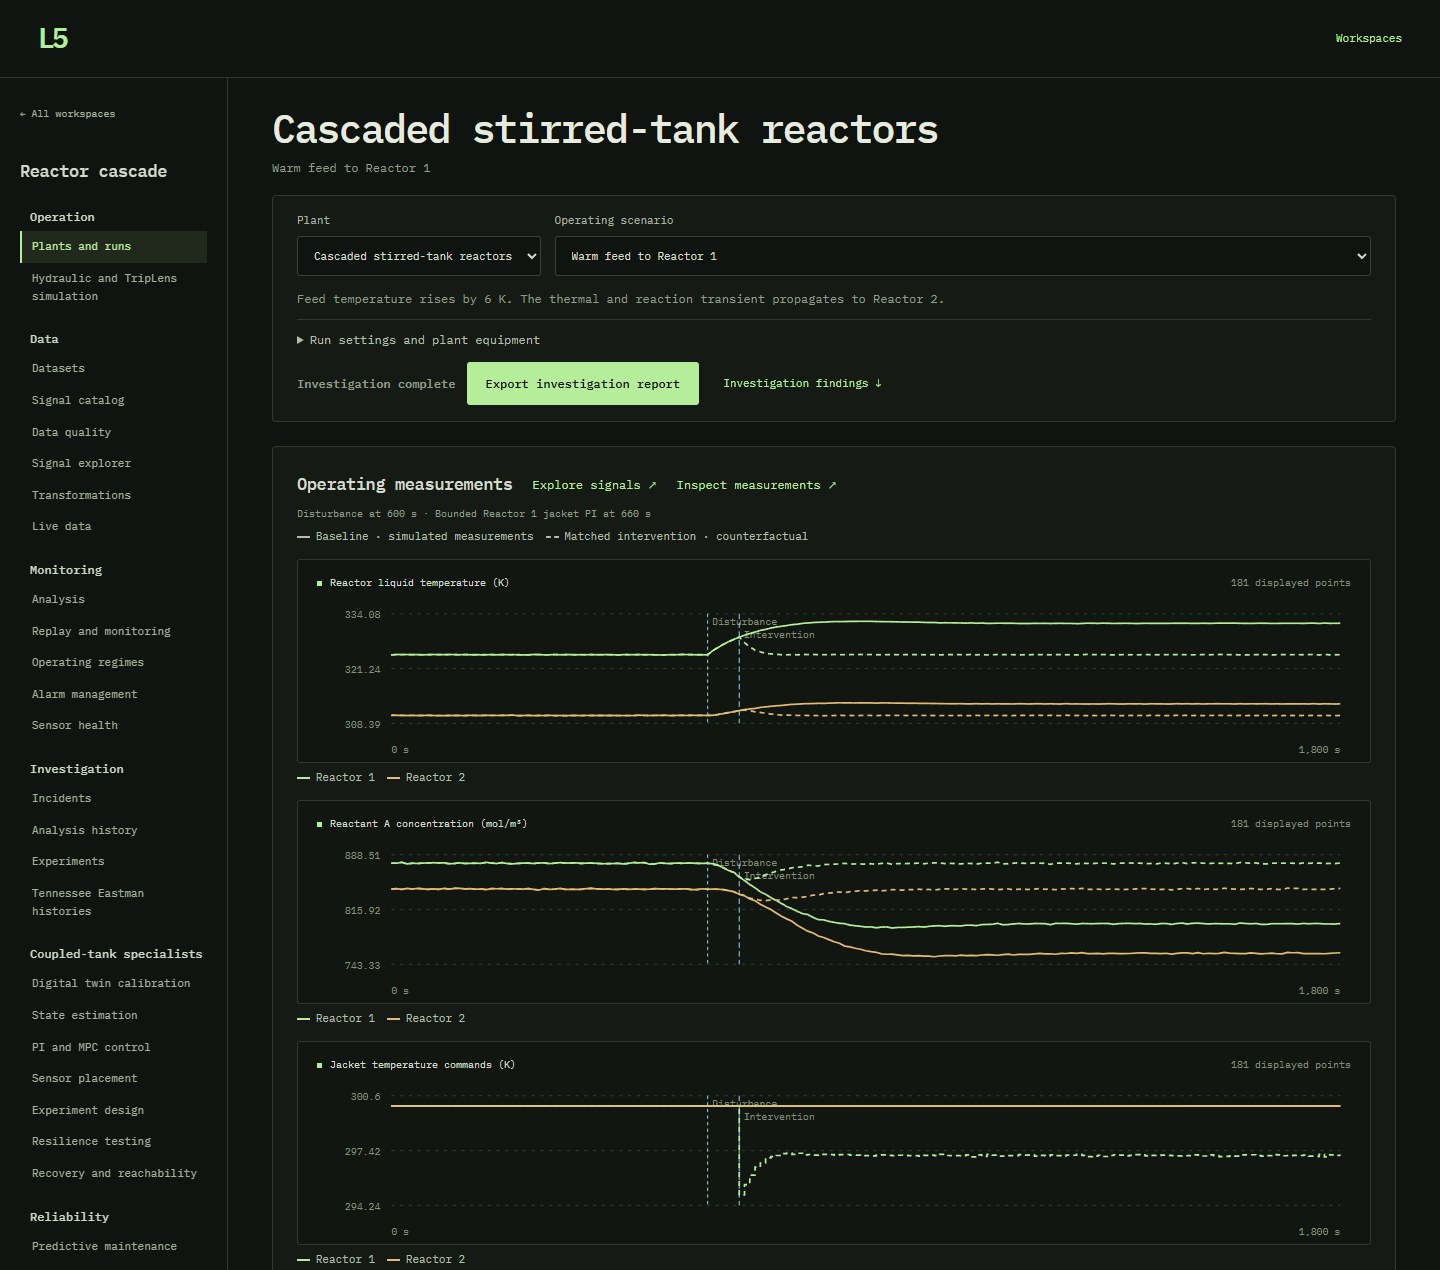 L5
Workspaces
← All workspaces
Reactor cascade
Operation
Plants and runs
Hydraulic and TripLens
simulation
Data
Datasets
Signal catalog
Data quality
Signal explorer
Transformations
Live data
Monitoring
Analysis
Replay and monitoring
Operating regimes
Alarm management
Sensor health
Investigation
Incidents
Analysis history
Experiments
Tennessee Eastman
histories
Coupled-tank specialists
Digital twin calibration
State estimation
PI and MPC control
Sensor placement
Experiment design
Resilience testing
Recovery and reachability
Reliability
Predictive maintenance
Cascaded stirred-tank reactors
Warm feed to Reactor 1
Plant
Operating scenario
Cascaded stirred-tank reactors
Warm feed to Reactor 1
Feed temperature rises by 6 K. The thermal and reaction transient propagates to Reactor 2.
▶ Run settings and plant equipment
Investigation complete
Export investigation report
Investigation findings ↓
Operating measurements
Explore signals ↗
Inspect measurements ↗
Disturbance at 600 s · Bounded Reactor 1 jacket PI at 660 s
Baseline · simulated measurements
Matched intervention · counterfactual
Reactor liquid temperature (K)
181 displayed points
334.08
Disturbance
Intervention
321.24
308.39
0 s
1,800 s
Reactor 1
Reactor 2
Reactant A concentration (mol/m³)
181 displayed points
888.51
Disturbance
Intervention
815.92
743.33
0 s
1,800 s
Reactor 1
Reactor 2
Jacket temperature commands (K)
181 displayed points
300.6
Disturbance
Intervention
297.42
294.24
0 s
1,800 s
Reactor 1
Reactor 2